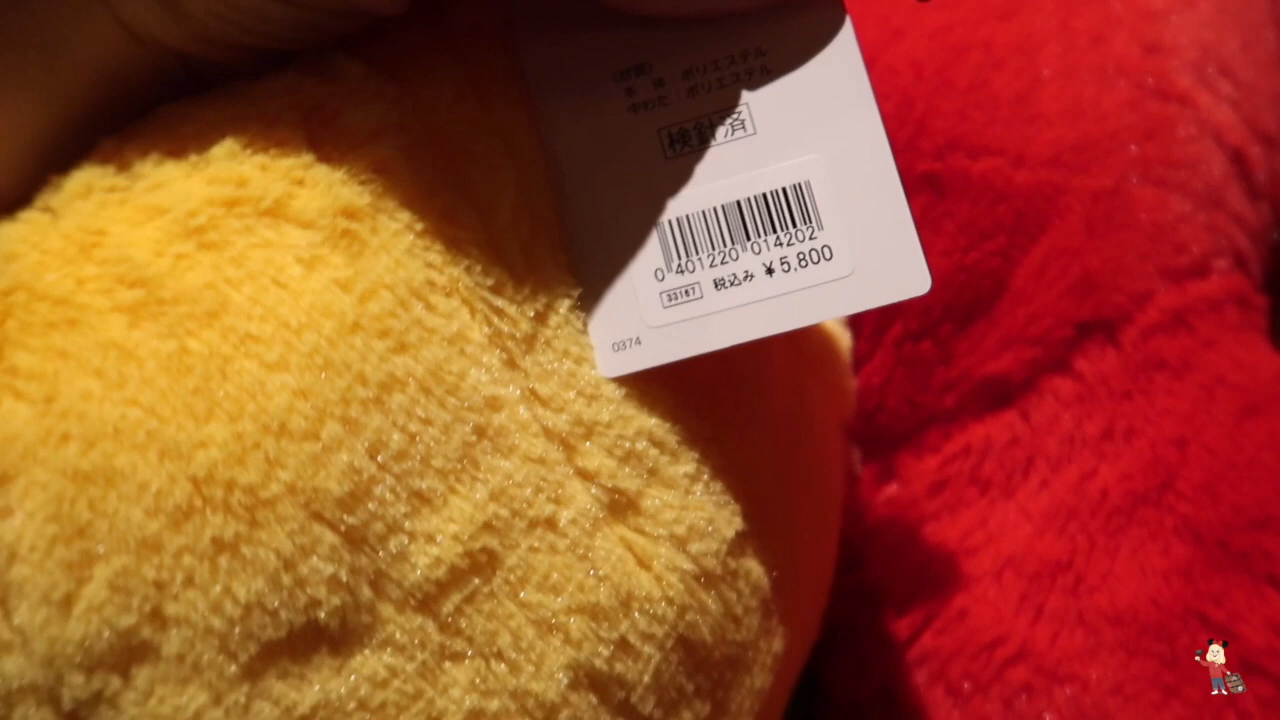 〈材質〉
本 体：ポリエステル
中わた：ポリエステル
検針済
0 401220 014202
33167 税込み ¥5,800
0374